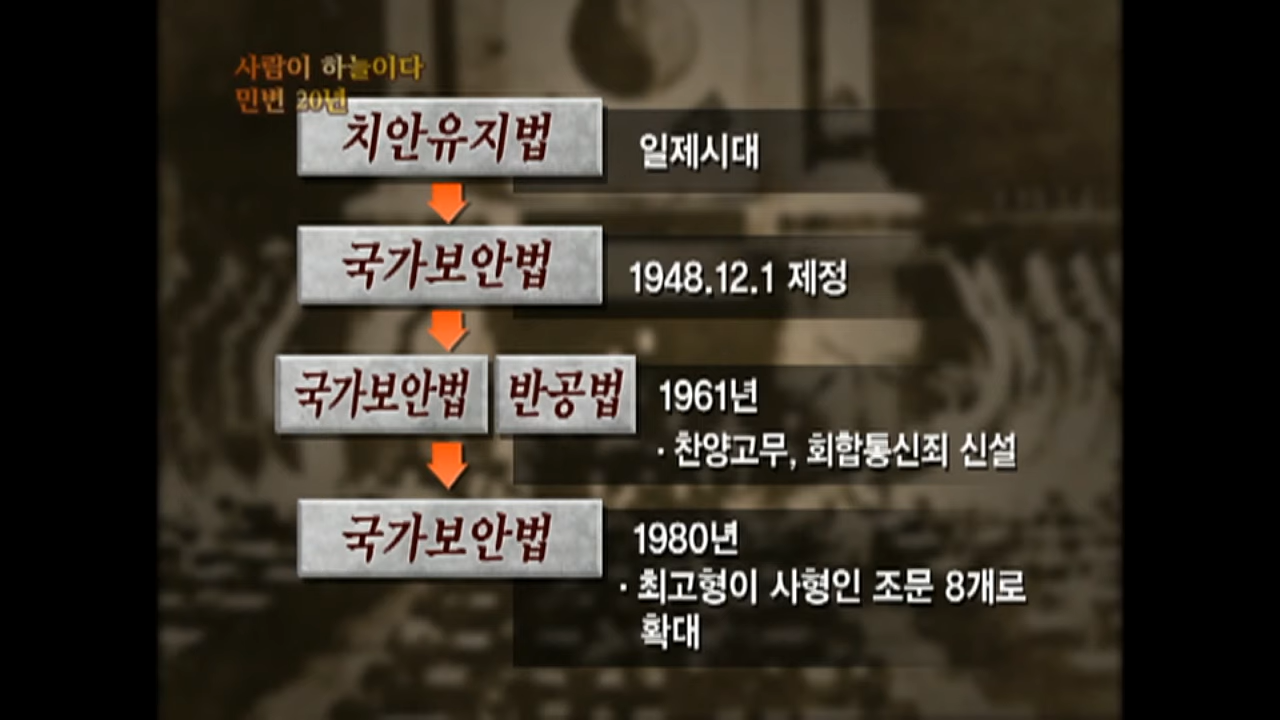 사람이 하늘이다
민변 20년
치안유지법
일제시대
국가보안법
1948.12.1 제정
국가보안법
반공법
1961년
· 찬양고무, 회합통신죄 신설
국가보안법
1980년
· 최고형이 사형인 조문 8개로
확대